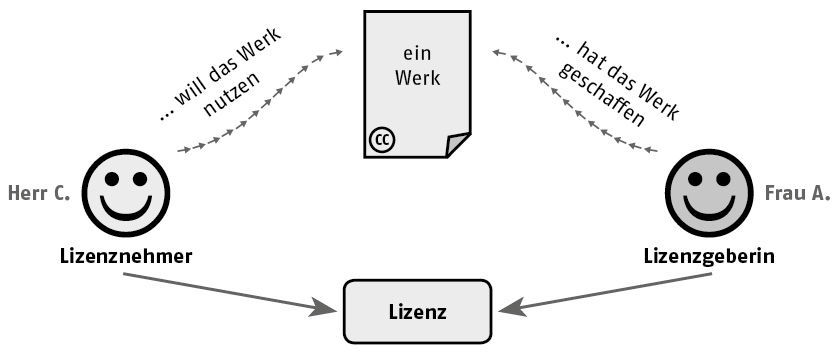 ... will das Werk
nutzen
ein
Werk
CC
... hat das Werk
geschaffen
Herr C.
Frau A.
Lizenznehmer
Lizenzgeberin
Lizenz